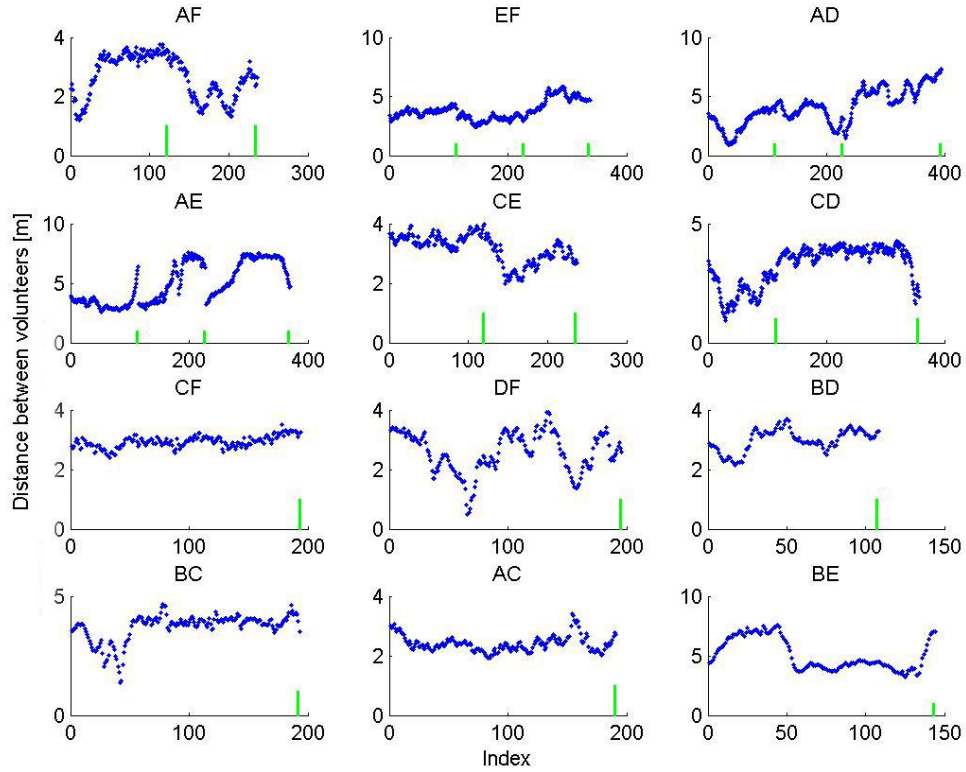 AF EF AD
4 10 10
2 5 5
0 0 0
0 100 200 300 0 200 400 0 200 400
AE CE CD
10 4 5
5 2
0 0 0
0 200 400 0 100 200 300 0 200 400
CF DF BD
4 4 4
2 2 2
0 0 0
0 100 200 0 100 200 0 50 100 150
BC AC BE
5 4 10
2 5
0 0 0
0 100 200 0 100 200 0 50 100 150
Distance between volunteers [m]
Index